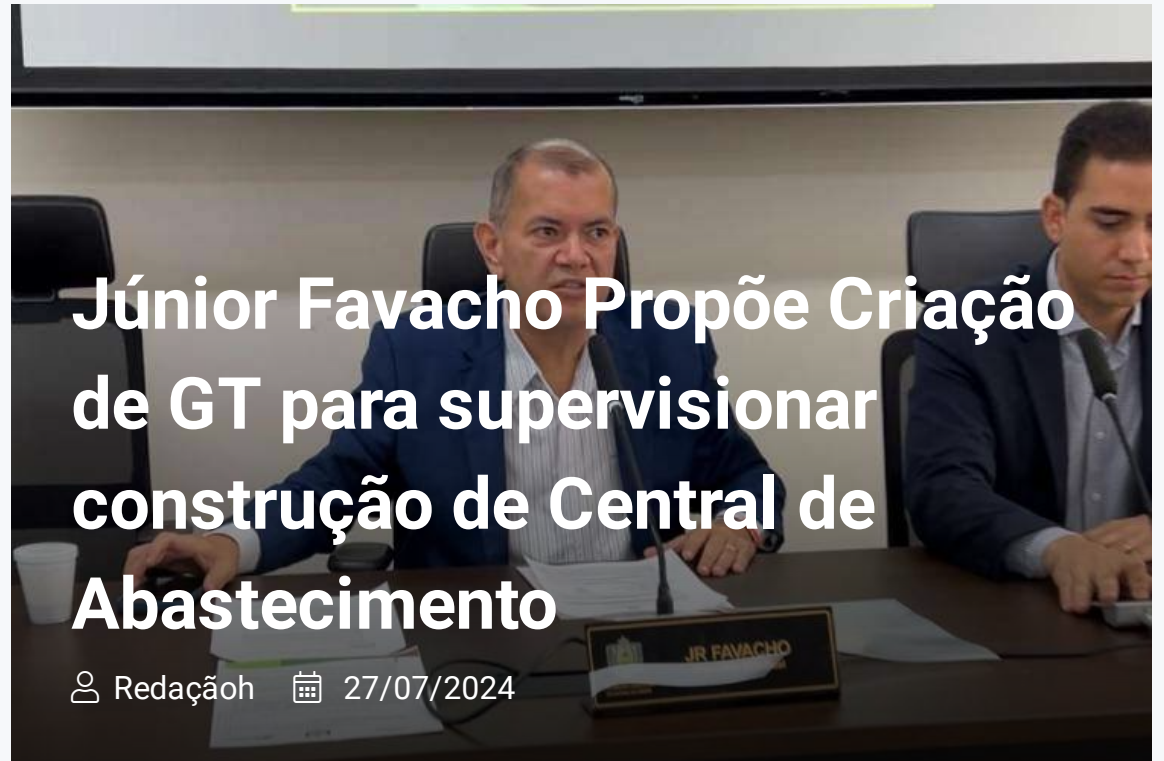 Júnior Favacho Propõe Criação
de GT para supervisionar
construção de Central de
Abastecimento
Redaçãoh 27/07/2024
JR FAVACHO